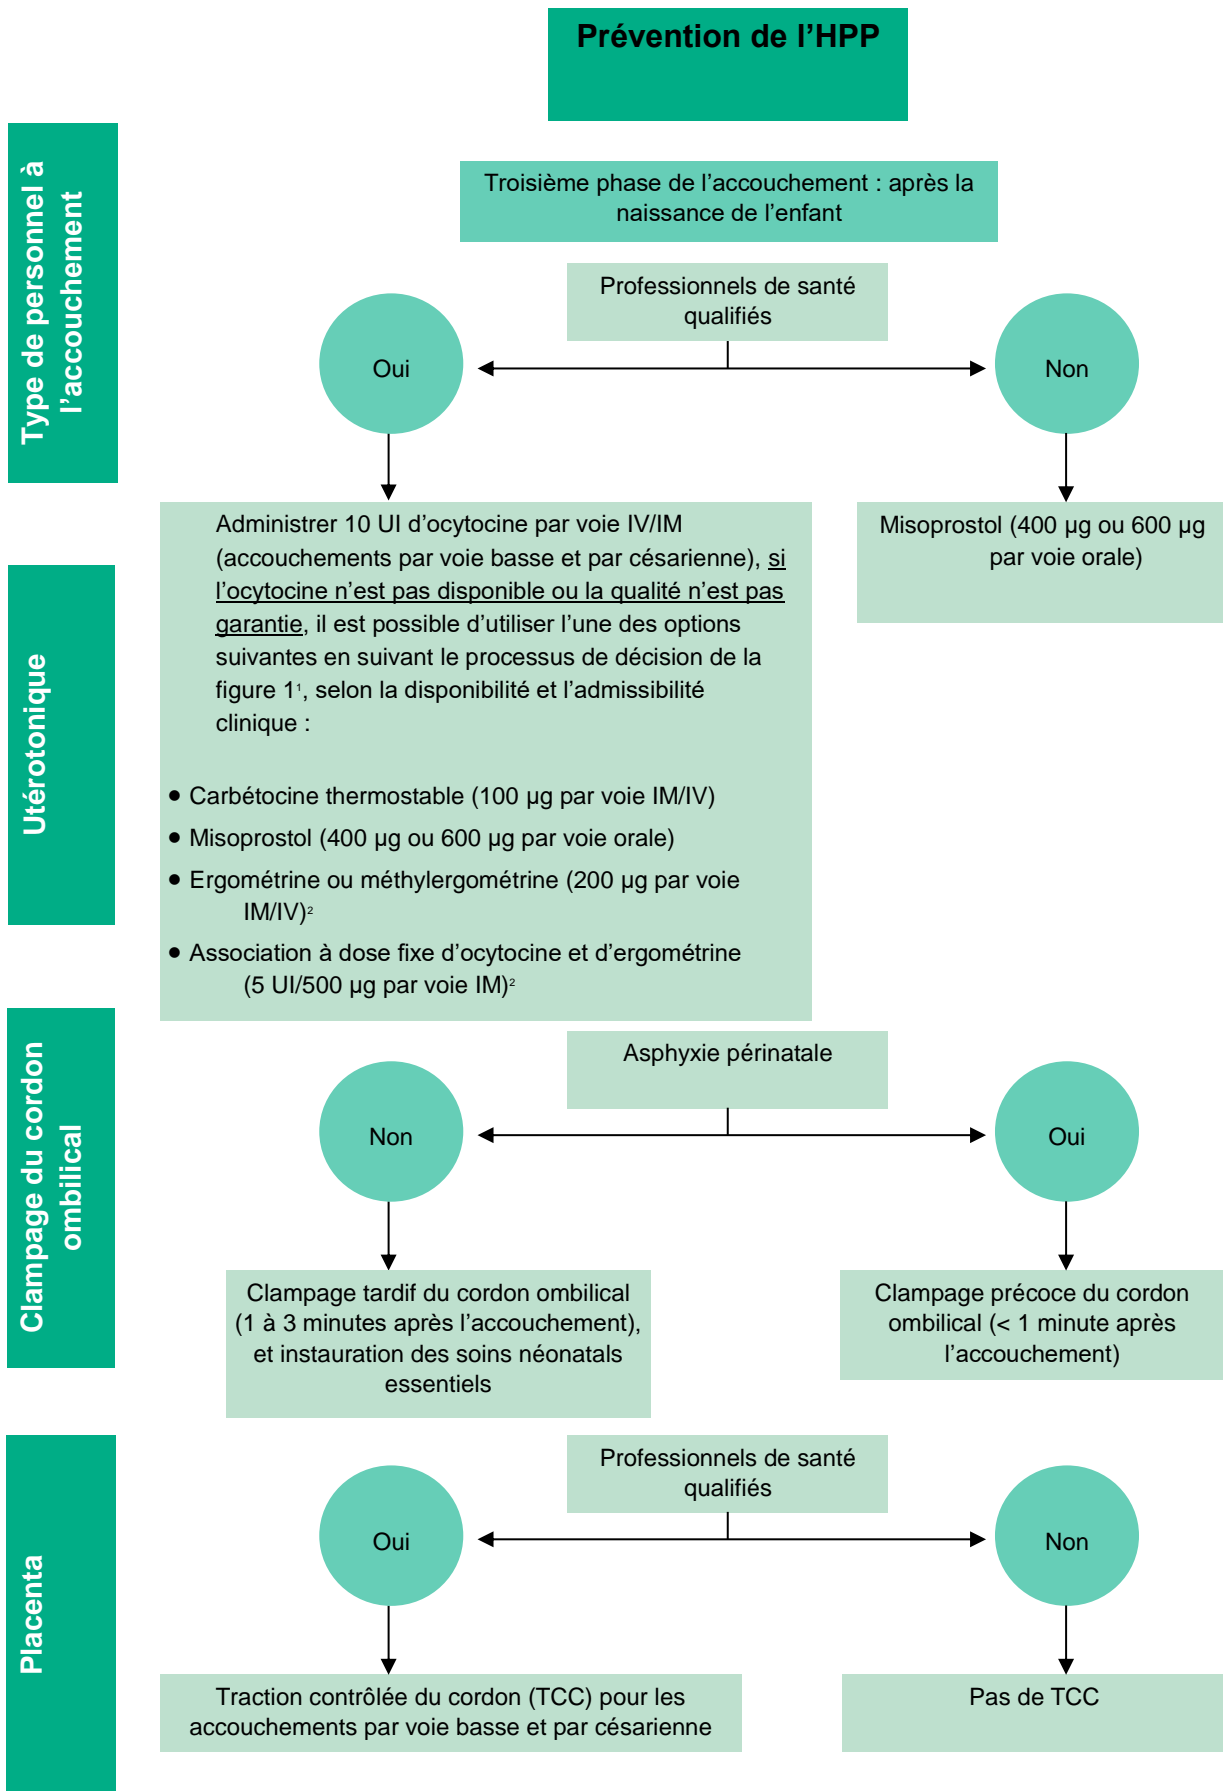 Prévention de l’HPP
Type de personnel à
l’accouchement
Troisième phase de l’accouchement : après la
naissance de l’enfant
Professionnels de santé
qualifiés
Oui
Non
Utérotonique
Administrer 10 UI d’ocytocine par voie IV/IM
(accouchements par voie basse et par césarienne), si
l’ocytocine n’est pas disponible ou la qualité n’est pas
garantie, il est possible d’utiliser l’une des options
suivantes en suivant le processus de décision de la
figure 1¹, selon la disponibilité et l’admissibilité
clinique :
• Carbétocine thermostable (100 µg par voie IM/IV)
• Misoprostol (400 µg ou 600 µg par voie orale)
• Ergométrine ou méthylergométrine (200 µg par voie
IM/IV)²
• Association à dose fixe d’ocytocine et d’ergométrine
(5 UI/500 µg par voie IM)²
Misoprostol (400 µg ou 600 µg
par voie orale)
Clampage du cordon
ombilical
Asphyxie périnatale
Non
Oui
Clampage tardif du cordon ombilical
(1 à 3 minutes après l’accouchement),
et instauration des soins néonatals
essentiels
Clampage précoce du cordon
ombilical (< 1 minute après
l’accouchement)
Placenta
Professionnels de santé
qualifiés
Oui
Non
Traction contrôlée du cordon (TCC) pour les
accouchements par voie basse et par césarienne
Pas de TCC